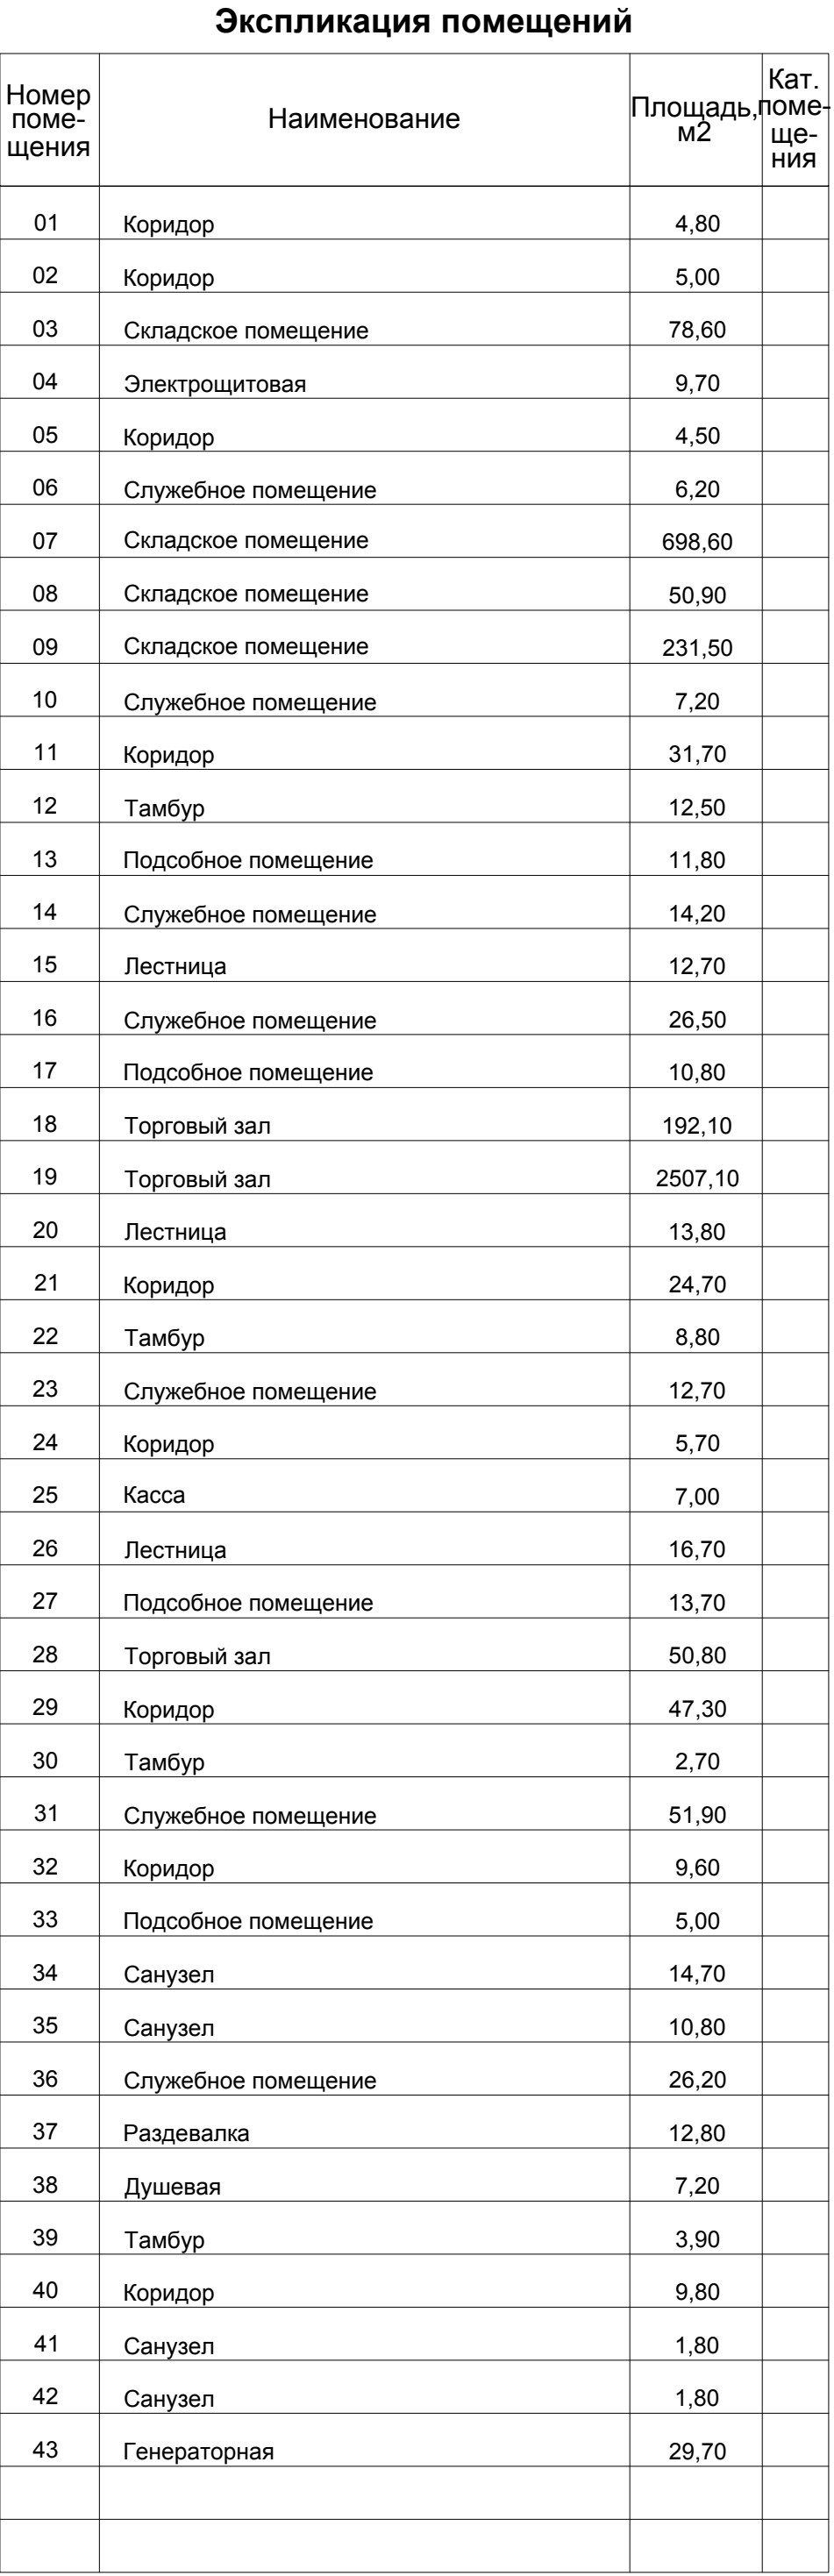 Экспликация помещений
Номер поме- щения Наименование Площадь, м2 Кат. поме- ще- ния
01 Коридор 4,80
02 Коридор 5,00
03 Складское помещение 78,60
04 Электрощитовая 9,70
05 Коридор 4,50
06 Служебное помещение 6,20
07 Складское помещение 698,60
08 Складское помещение 50,90
09 Складское помещение 231,50
10 Служебное помещение 7,20
11 Коридор 31,70
12 Тамбур 12,50
13 Подсобное помещение 11,80
14 Служебное помещение 14,20
15 Лестница 12,70
16 Служебное помещение 26,50
17 Подсобное помещение 10,80
18 Торговый зал 192,10
19 Торговый зал 2507,10
20 Лестница 13,80
21 Коридор 24,70
22 Тамбур 8,80
23 Служебное помещение 12,70
24 Коридор 5,70
25 Касса 7,00
26 Лестница 16,70
27 Подсобное помещение 13,70
28 Торговый зал 50,80
29 Коридор 47,30
30 Тамбур 2,70
31 Служебное помещение 51,90
32 Коридор 9,60
33 Подсобное помещение 5,00
34 Санузел 14,70
35 Санузел 10,80
36 Служебное помещение 26,20
37 Раздевалка 12,80
38 Душевая 7,20
39 Тамбур 3,90
40 Коридор 9,80
41 Санузел 1,80
42 Санузел 1,80
43 Генераторная 29,70